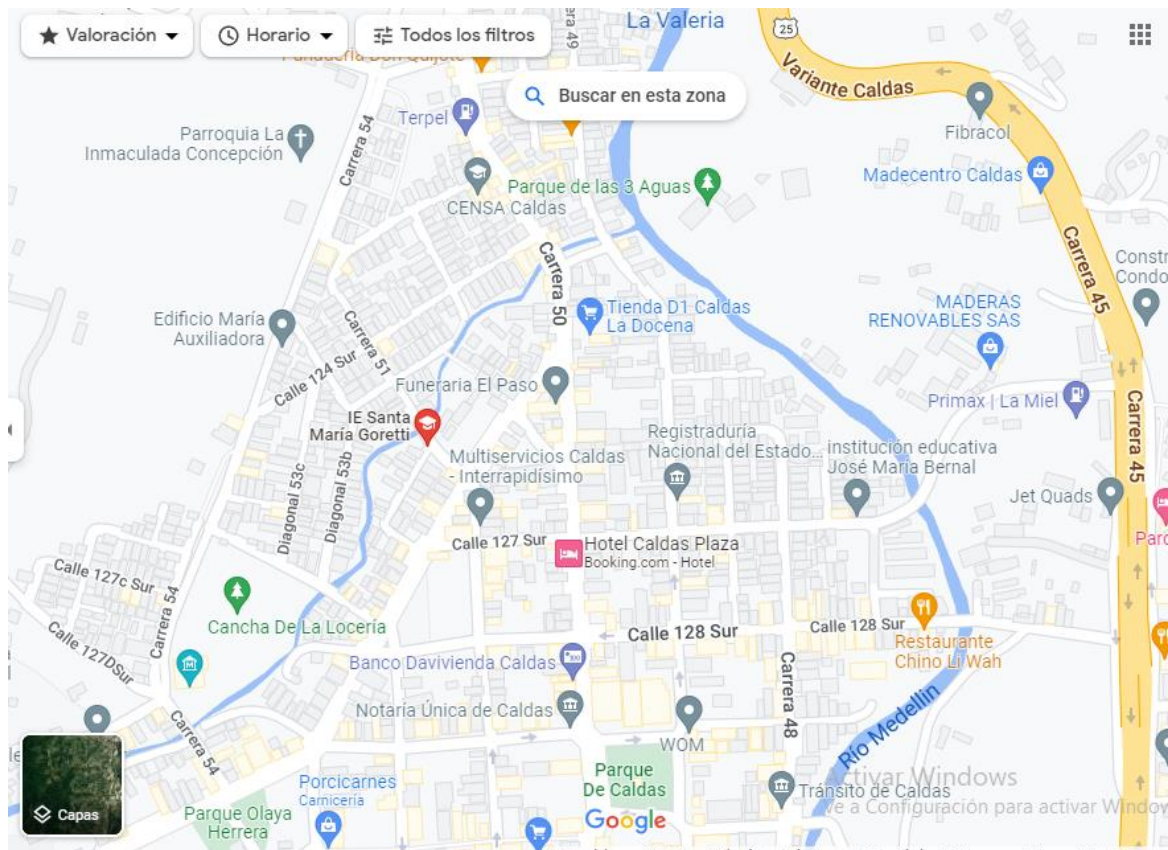 Valoración
Horario
Todos los filtros
La Valeria
25
Variante Caldas
Buscar en esta zona
Terpel
Fibracol
Parroquia La
Inmaculada Concepción
Carrera 54
Madecentro Caldas
Parque de las 3 Aguas
CENSA Caldas
Carrera 50
Carrera 45
Constr
Condo
Tienda D1 Caldas
La Docena
MADERAS
RENOVABLES SAS
Edificio María
Auxiliadora
Carrera 51
Calle 124 Sur
Funeraria El Paso
Primax | La Miel
Carrera 45
IE Santa
María Goretti
Registraduría
Nacional del Estado...
institución educativa
José María Bernal
Multiservicios Caldas
- Interrapidísimo
Diagonal 53c
Diagonal 53b
Jet Quads
Calle 127 Sur
Hotel Caldas Plaza
Booking.com - Hotel
Parc
Calle 127c Sur
Carrera 54
Cancha De La Locería
Calle 128 Sur
Calle 128 Sur
Restaurante
Chino Li Wah
Calle 127DSur
Banco Davivienda Caldas
Carrera 48
Notaría Única de Caldas
WOM
Río Medellin
Carrera 54
Parque
De Caldas
Activar Windows
Tránsito de Caldas
Ve a Configuración para activar Window
Porcicarnes
Carnicería
Capas
Parque Olaya
Herrera
Google